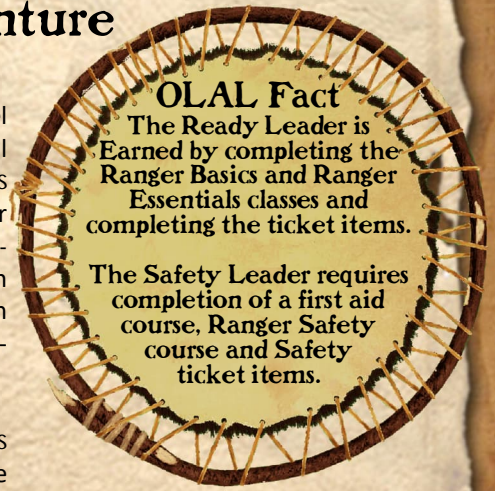 nture
OLAL Fact
The Ready Leader is
Earned by completing the
Ranger Basics and Ranger
Essentials classes and
completing the ticket items.
The Safety Leader requires
completion of a first aid
course, Ranger Safety
course and Safety
ticket items.